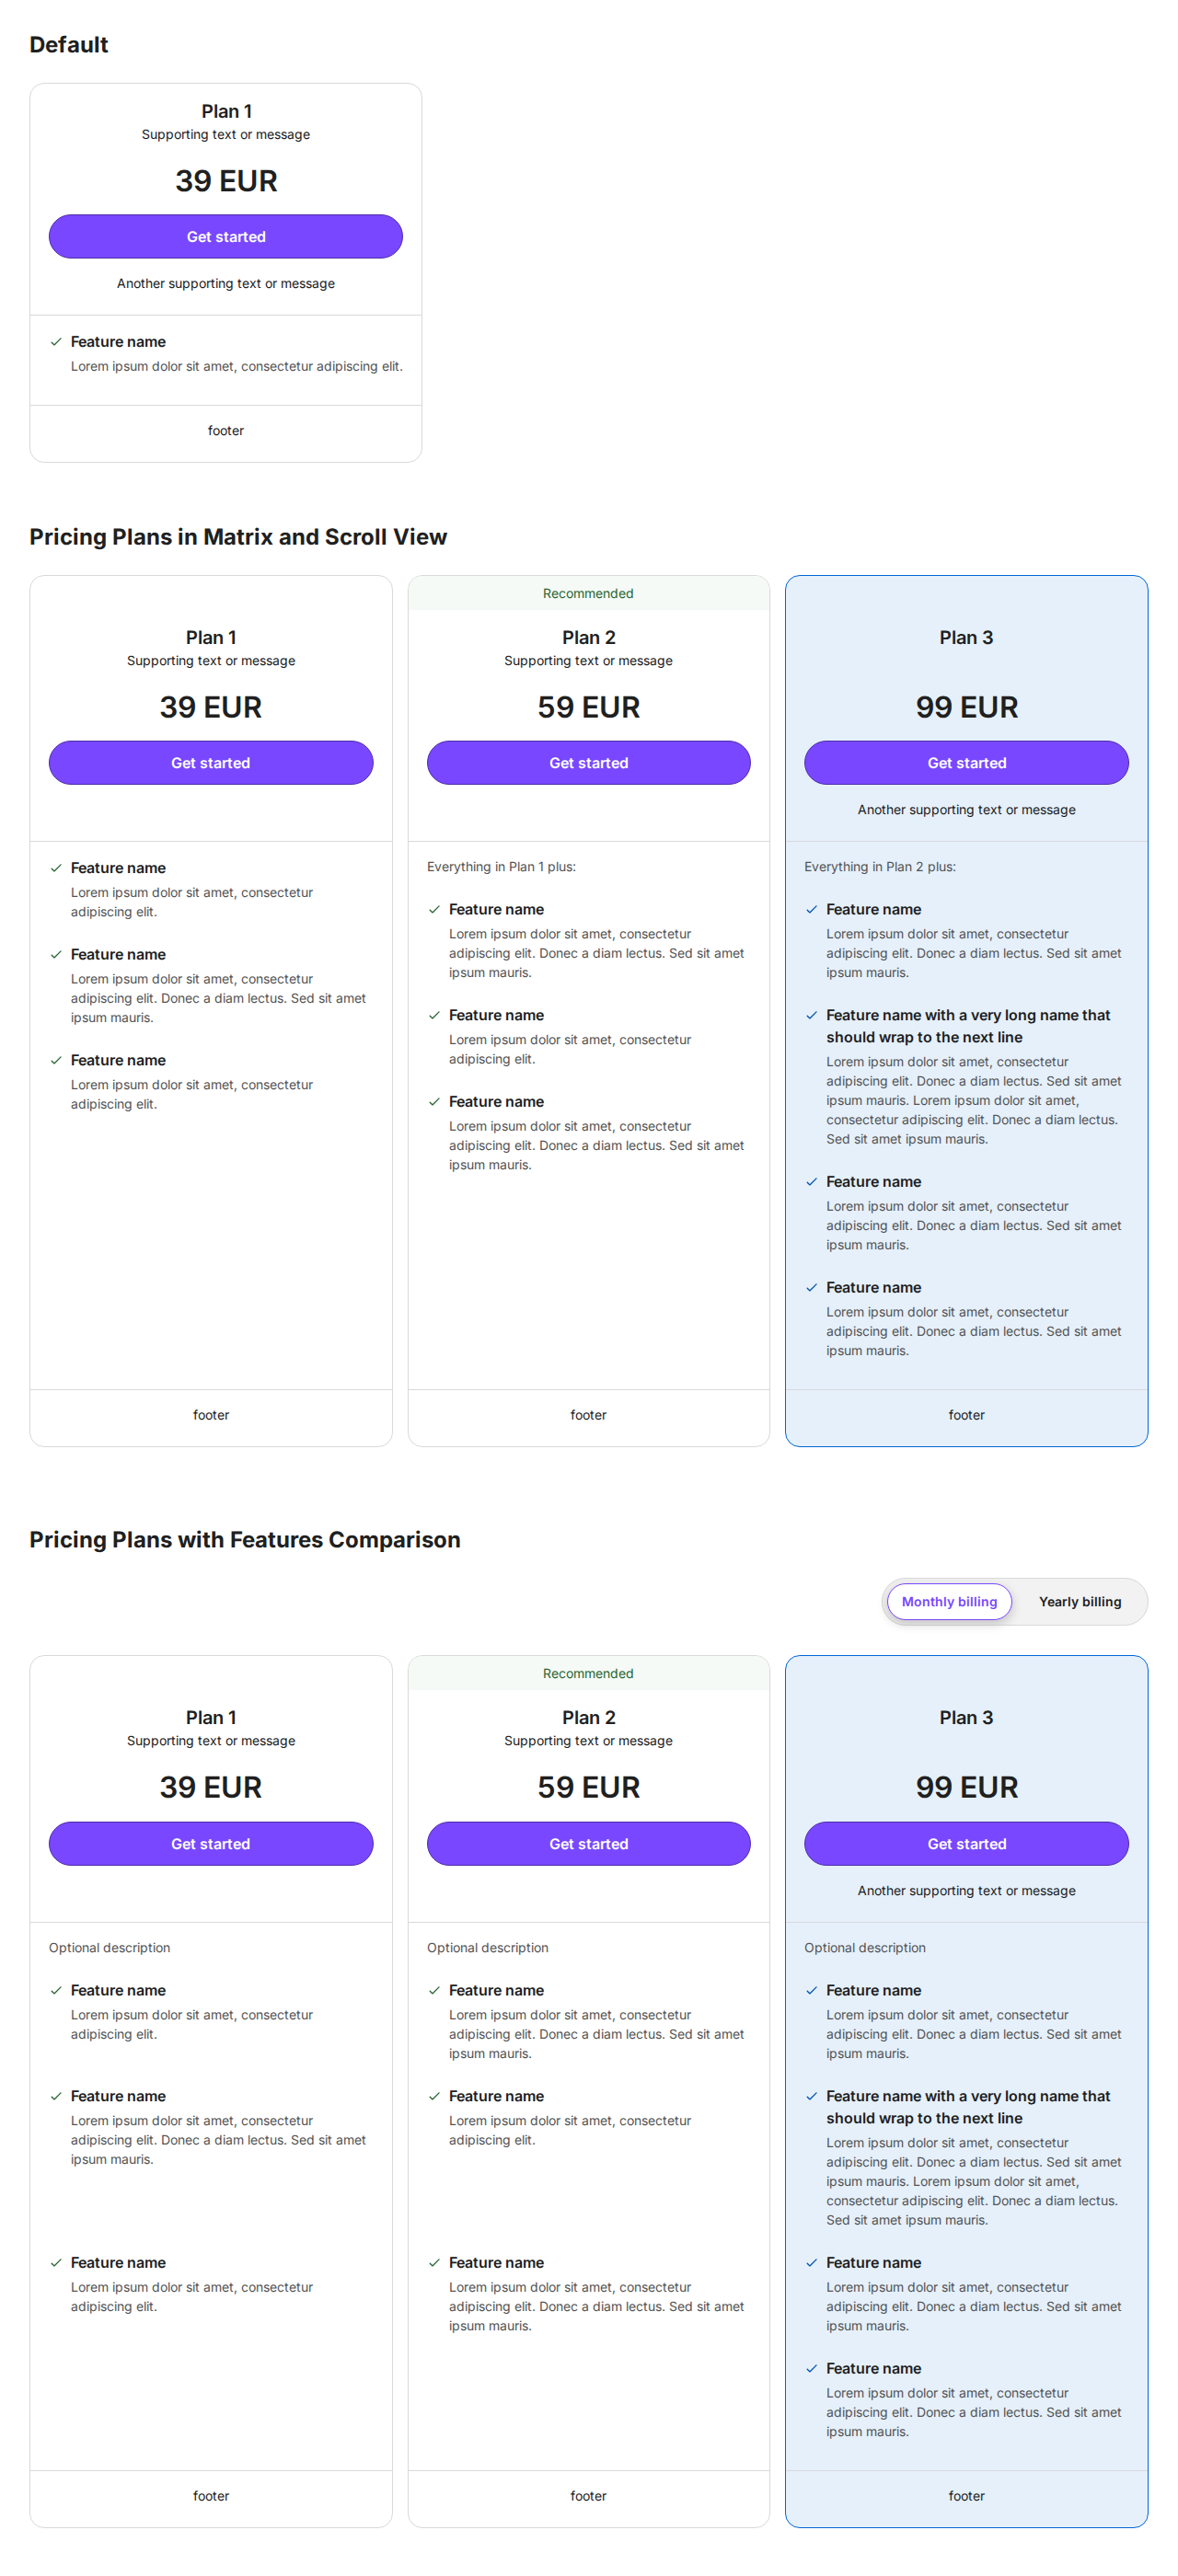 Default
Plan 1
Supporting text or message
39 EUR
Get started
Another supporting text or message
Feature name
Lorem ipsum dolor sit amet, consectetur adipiscing elit.
footer
Pricing Plans in Matrix and Scroll View
Plan 1
Supporting text or message
39 EUR
Get started
Feature name
Lorem ipsum dolor sit amet, consectetur
adipiscing elit.
Feature name
Lorem ipsum dolor sit amet, consectetur
adipiscing elit. Donec a diam lectus. Sed sit amet
ipsum mauris.
Feature name
Lorem ipsum dolor sit amet, consectetur
adipiscing elit.
footer
Recommended
Plan 2
Supporting text or message
59 EUR
Get started
Everything in Plan 1 plus:
Feature name
Lorem ipsum dolor sit amet, consectetur
adipiscing elit. Donec a diam lectus. Sed sit amet
ipsum mauris.
Feature name
Lorem ipsum dolor sit amet, consectetur
adipiscing elit.
Feature name
Lorem ipsum dolor sit amet, consectetur
adipiscing elit. Donec a diam lectus. Sed sit amet
ipsum mauris.
footer
Plan 3
99 EUR
Get started
Another supporting text or message
Everything in Plan 2 plus:
Feature name
Lorem ipsum dolor sit amet, consectetur
adipiscing elit. Donec a diam lectus. Sed sit amet
ipsum mauris.
Feature name with a very long name that
should wrap to the next line
Lorem ipsum dolor sit amet, consectetur
adipiscing elit. Donec a diam lectus. Sed sit amet
ipsum mauris. Lorem ipsum dolor sit amet,
consectetur adipiscing elit. Donec a diam lectus.
Sed sit amet ipsum mauris.
Feature name
Lorem ipsum dolor sit amet, consectetur
adipiscing elit. Donec a diam lectus. Sed sit amet
ipsum mauris.
Feature name
Lorem ipsum dolor sit amet, consectetur
adipiscing elit. Donec a diam lectus. Sed sit amet
ipsum mauris.
footer
Pricing Plans with Features Comparison
Monthly billing
Yearly billing
Plan 1
Supporting text or message
39 EUR
Get started
Optional description
Feature name
Lorem ipsum dolor sit amet, consectetur
adipiscing elit.
Feature name
Lorem ipsum dolor sit amet, consectetur
adipiscing elit. Donec a diam lectus. Sed sit amet
ipsum mauris.
Feature name
Lorem ipsum dolor sit amet, consectetur
adipiscing elit.
footer
Recommended
Plan 2
Supporting text or message
59 EUR
Get started
Optional description
Feature name
Lorem ipsum dolor sit amet, consectetur
adipiscing elit. Donec a diam lectus. Sed sit amet
ipsum mauris.
Feature name
Lorem ipsum dolor sit amet, consectetur
adipiscing elit.
Feature name
Lorem ipsum dolor sit amet, consectetur
adipiscing elit. Donec a diam lectus. Sed sit amet
ipsum mauris.
footer
Plan 3
99 EUR
Get started
Another supporting text or message
Optional description
Feature name
Lorem ipsum dolor sit amet, consectetur
adipiscing elit. Donec a diam lectus. Sed sit amet
ipsum mauris.
Feature name with a very long name that
should wrap to the next line
Lorem ipsum dolor sit amet, consectetur
adipiscing elit. Donec a diam lectus. Sed sit amet
ipsum mauris. Lorem ipsum dolor sit amet,
consectetur adipiscing elit. Donec a diam lectus.
Sed sit amet ipsum mauris.
Feature name
Lorem ipsum dolor sit amet, consectetur
adipiscing elit. Donec a diam lectus. Sed sit amet
ipsum mauris.
Feature name
Lorem ipsum dolor sit amet, consectetur
adipiscing elit. Donec a diam lectus. Sed sit amet
ipsum mauris.
footer